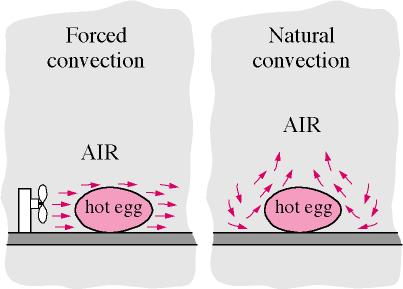 Forced
convection
AIR
hot egg
Natural
convection
AIR
hot egg